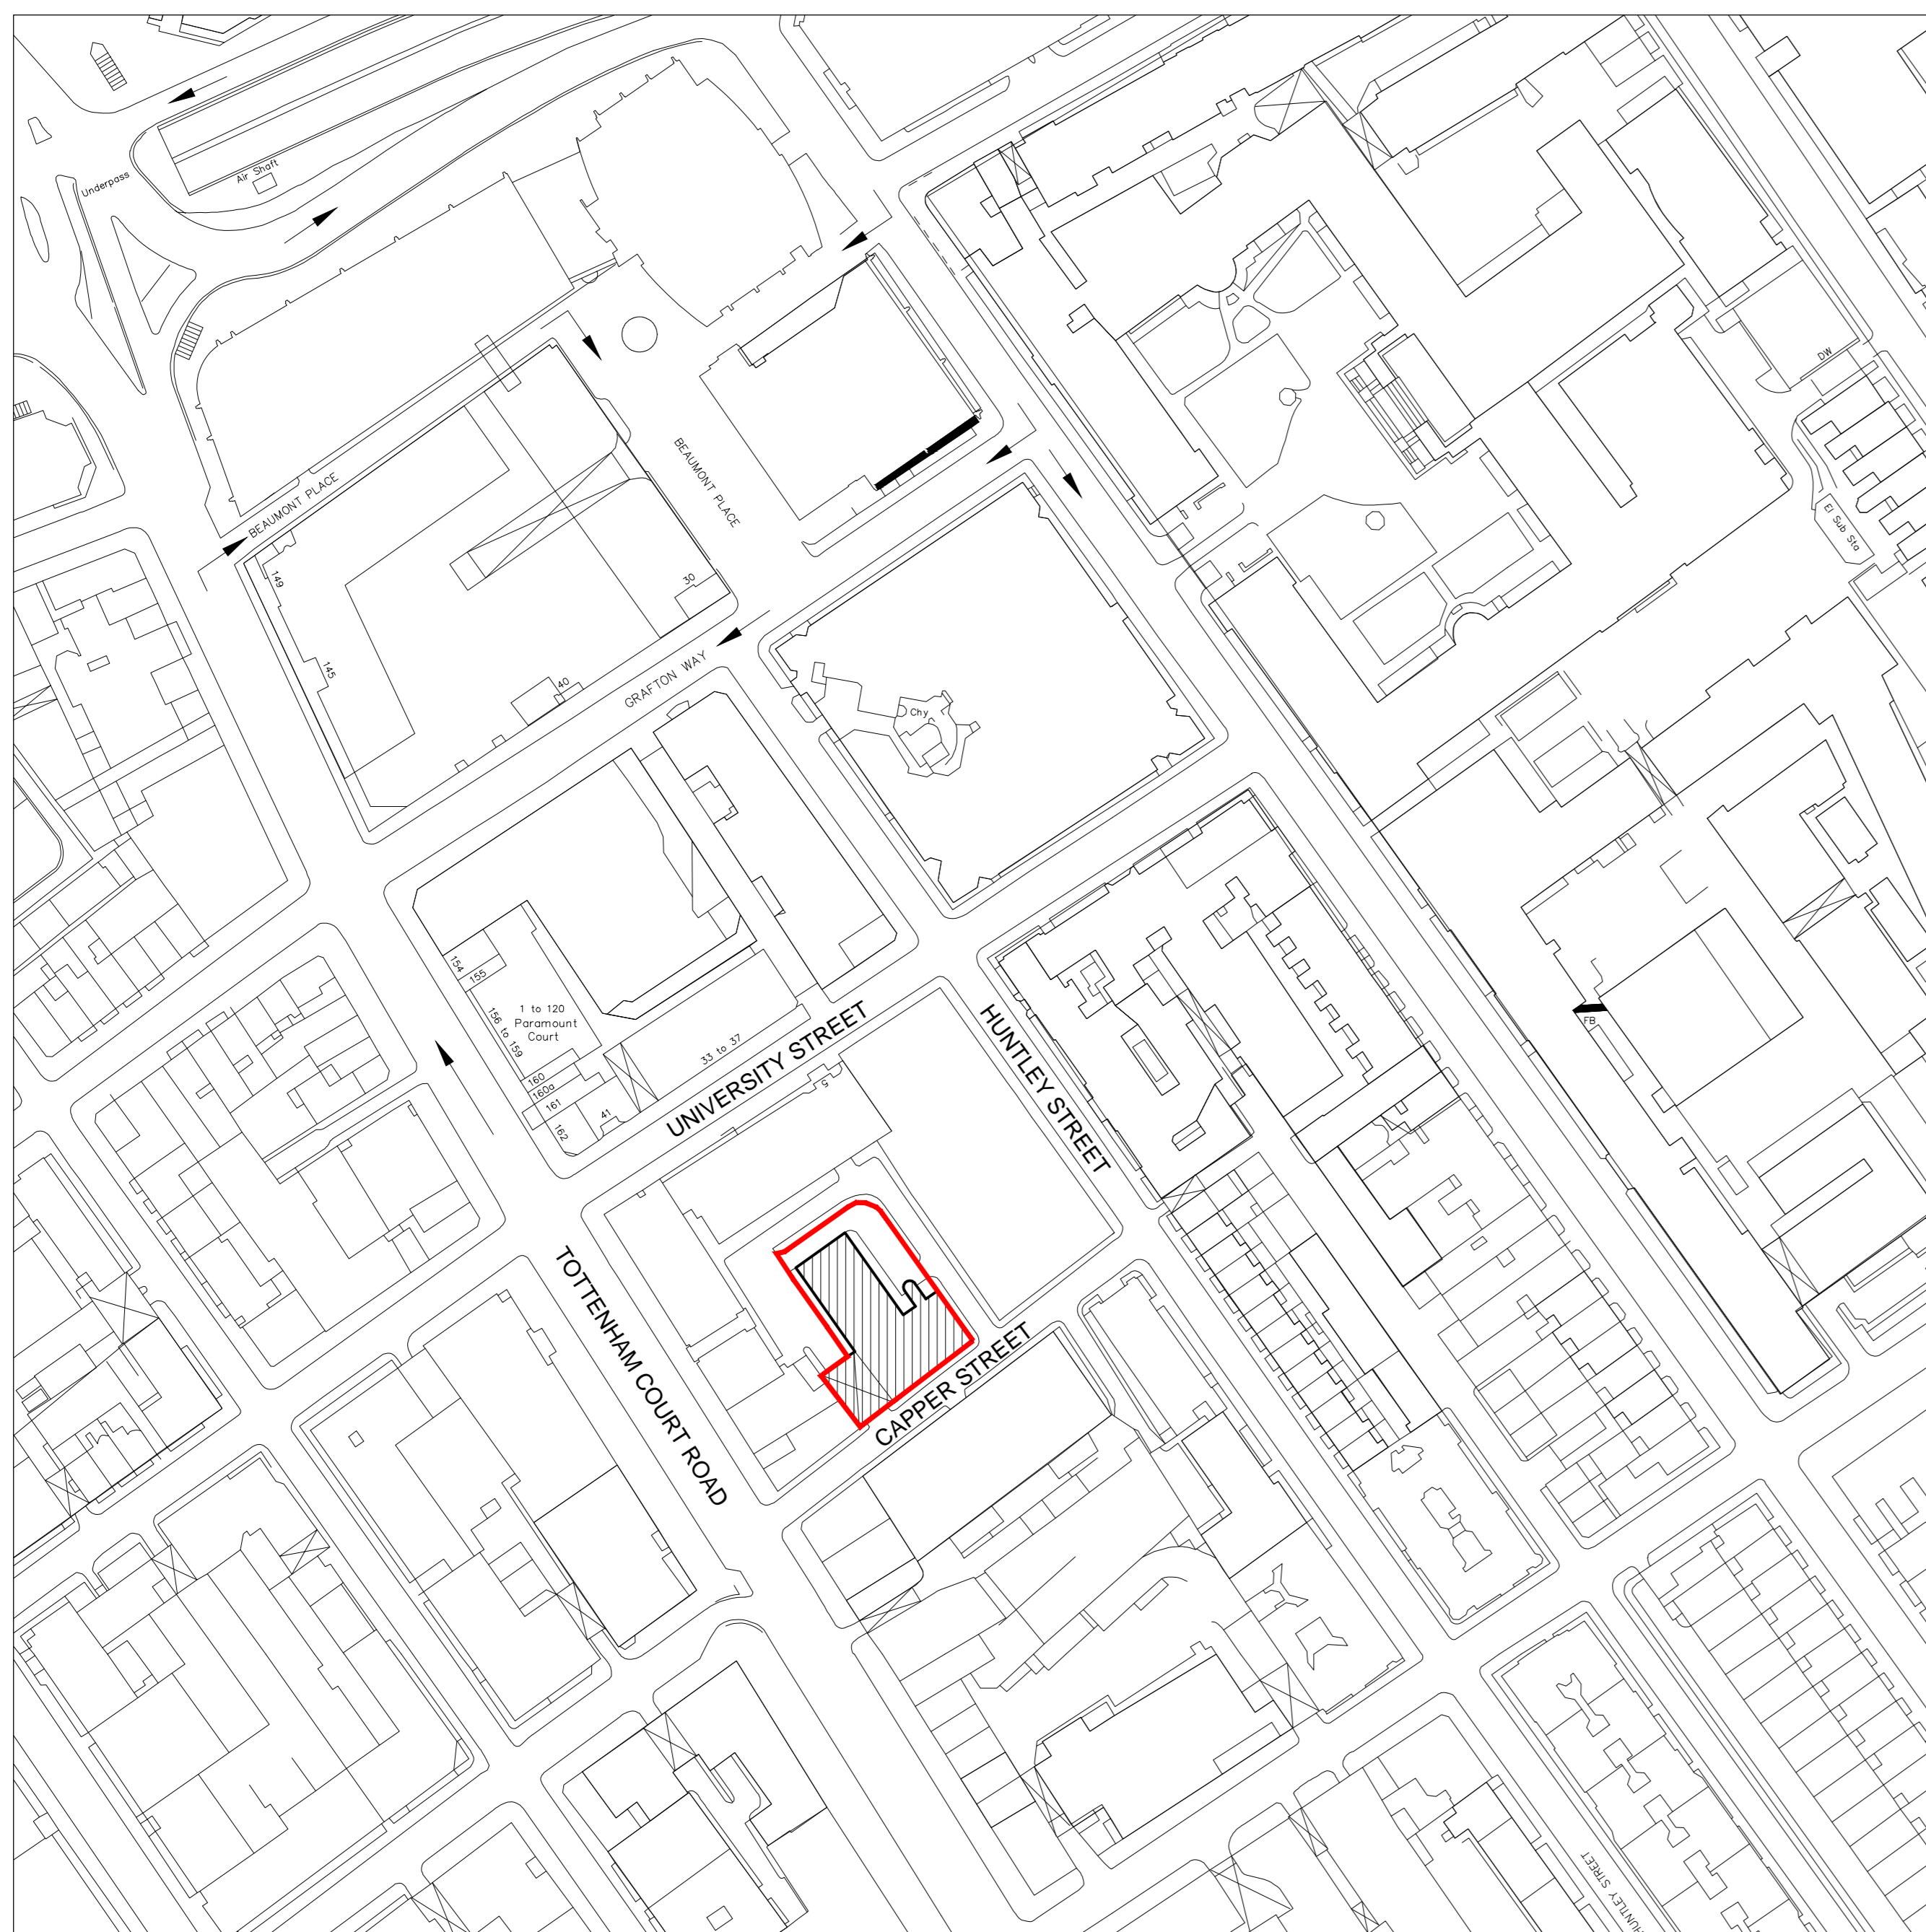 Underpass
Air Shaft
DW
BEAUMONT PLACE
BEAUMONT PLACE
El Sub Sta
149
30
145
40
GRAFTON WAY
Chy
154
155
1 to 120
Paramount
Court
156 to 159
FB
33 to 37
UNIVERSITY STREET
HUNTLEY STREET
160
160a
161
41
162
5
TOTTENHAM COURT ROAD
CAPPER STREET
HUNTLEY STREET